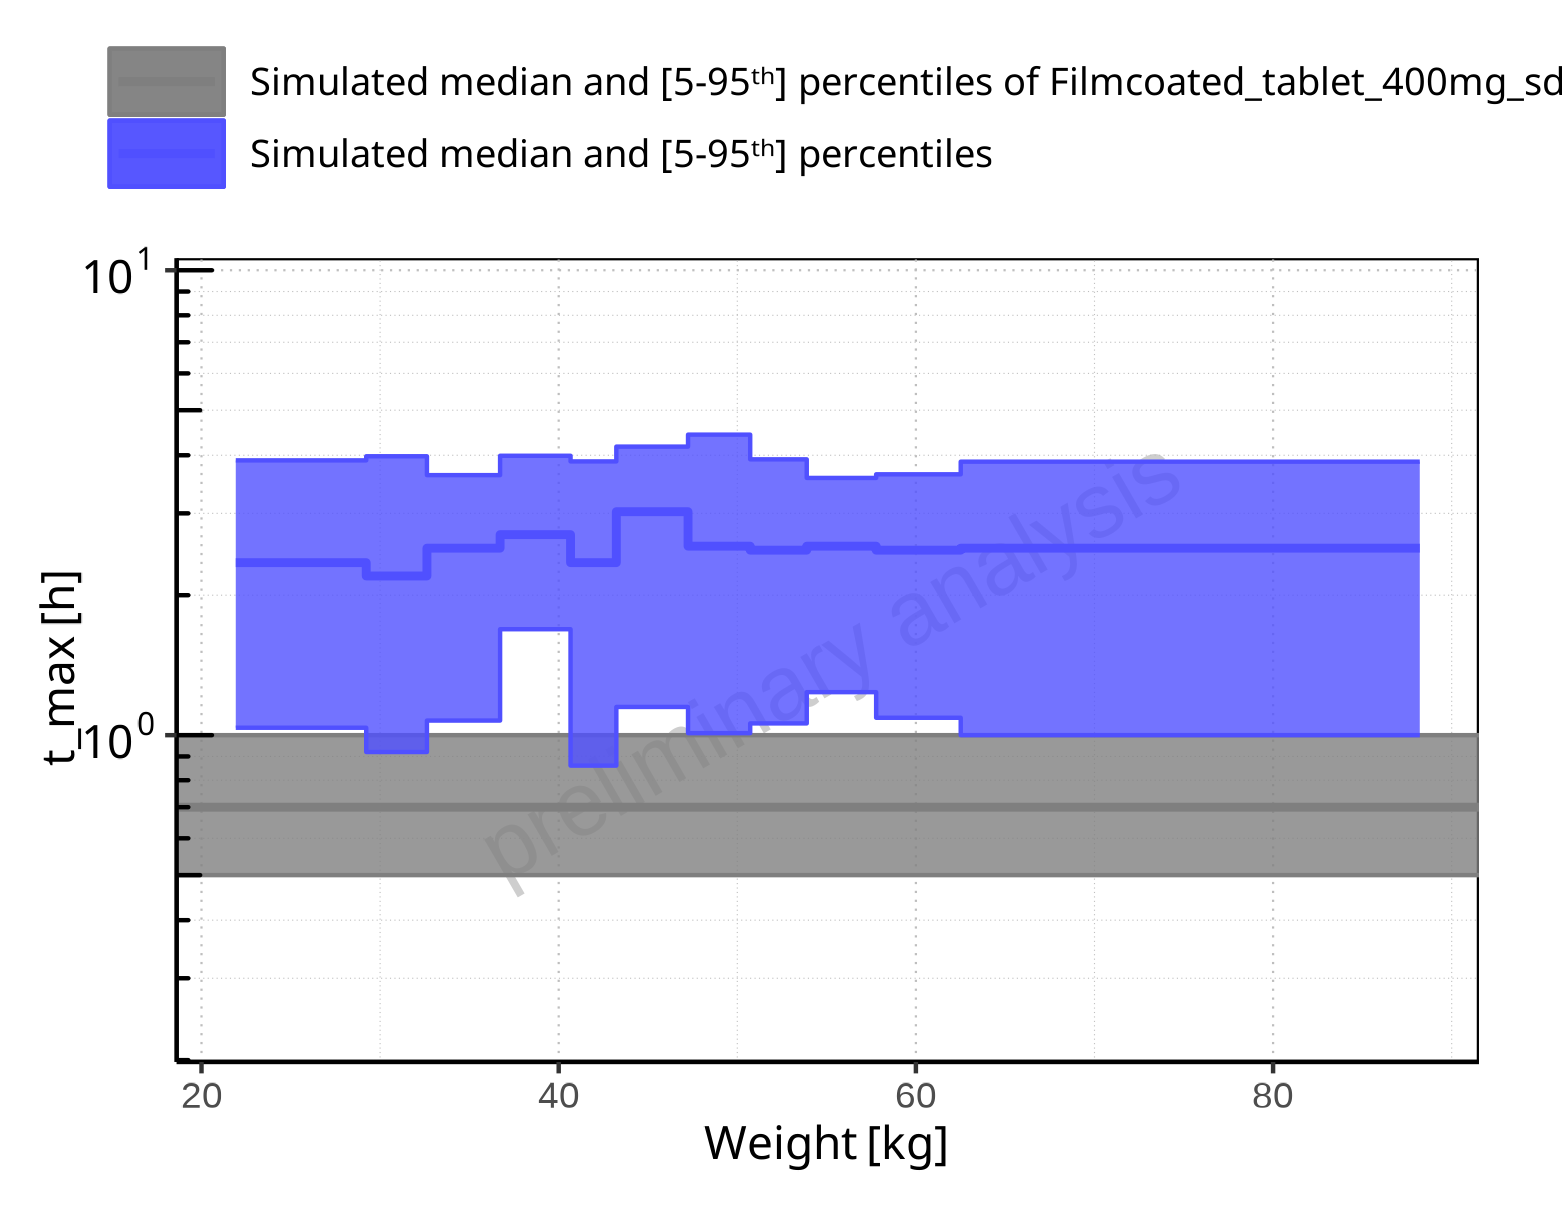 Simulated median and [5-95ᵗʰ] percentiles of Filmcoated_tablet_400mg_sd
Simulated median and [5-95ᵗʰ] percentiles
10¹
10⁰
t_max [h]
preliminary analysis
20 40 60 80
Weight [kg]